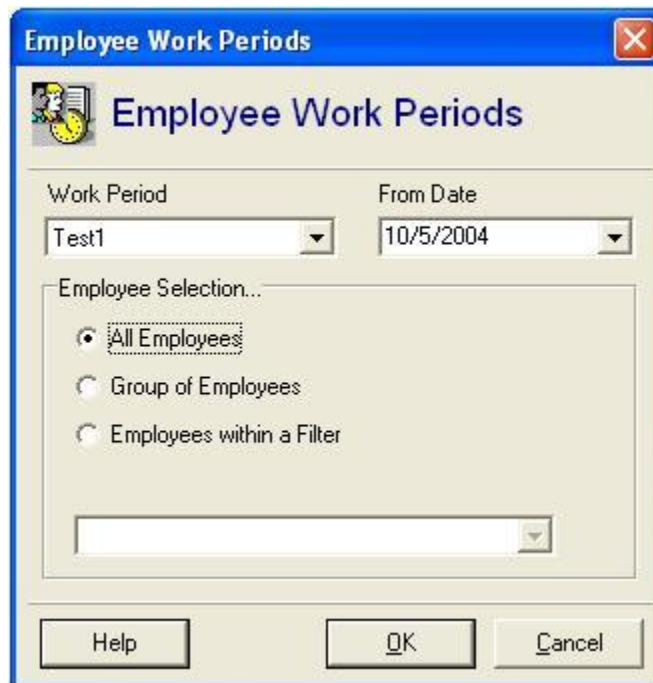 Employee Work Periods
Employee Work Periods
Work Period From Date
Test1 10/5/2004
Employee Selection...
All Employees
Group of Employees
Employees within a Filter
Help OK Cancel